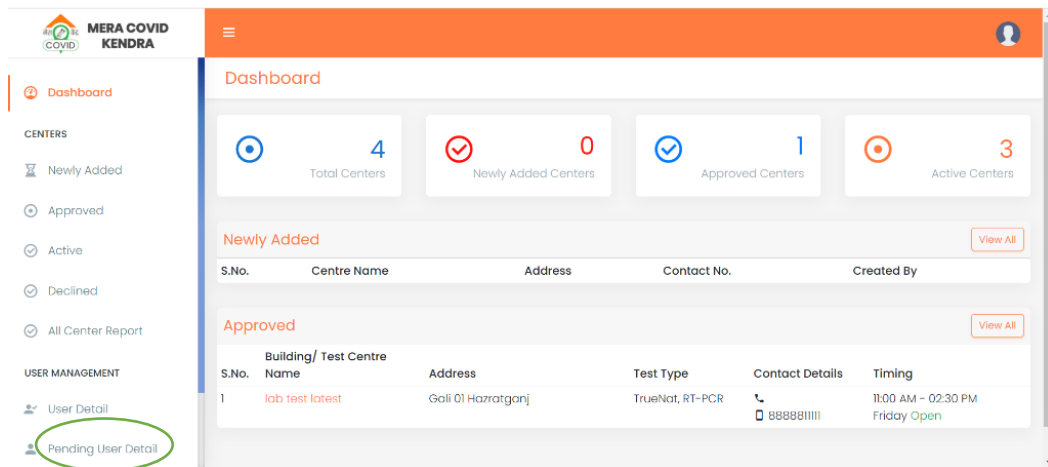 MERA COVID
KENDRA
COVID
Dashboard
CENTERS
Newly Added
Approved
Active
Declined
All Center Report
USER MANAGEMENT
User Detail
Pending User Detail
Dashboard
4
Total Centers
0
Newly Added Centers
1
Approved Centers
3
Active Centers
Newly Added
View All
S.No. Centre Name Address Contact No. Created By
Approved
View All
Building/ Test Centre
S.No. Name Address Test Type Contact Details Timing
1 lab test latest Gali 01 Hazratganj TrueNat, RT-PCR 11:00 AM - 02:30 PM
8888811111 Friday Open